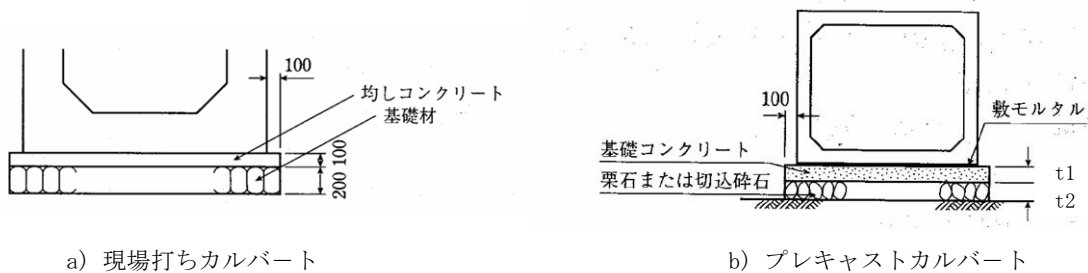 100
均しコンクリート
基礎材
100
200
a) 現場打ちカルバート
100
敷モルタル
基礎コンクリート
栗石または切込砕石
t1
t2
b) プレキャストカルバート